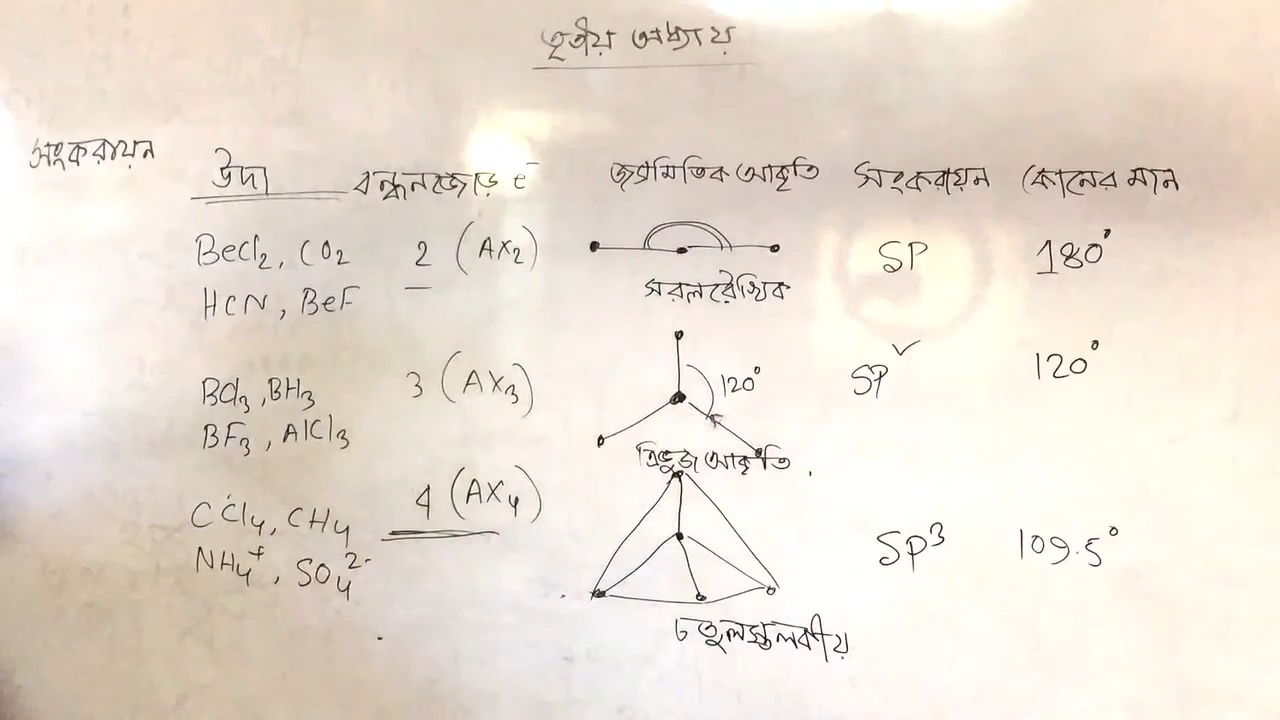 তৃতীয় অধ্যায়
সংকরায়ন
উদা বন্ধনজোড় e⁻ জ্যামিতিক আকৃতি সংকরায়ন কোনের মান
BeCl₂, CO₂ 2 (AX₂) SP 180°
HCN, BeF সরলরৈখিক
BCl₃, BH₃ 3 (AX₃) 120° SP 120°
BF₃, AlCl₃
ত্রিভুজ আকৃতি
CCl₄, CH₄ 4 (AX₄) SP³ 109.5°
NH₄⁺, SO₄²⁻
চতুলস্তলকীয়